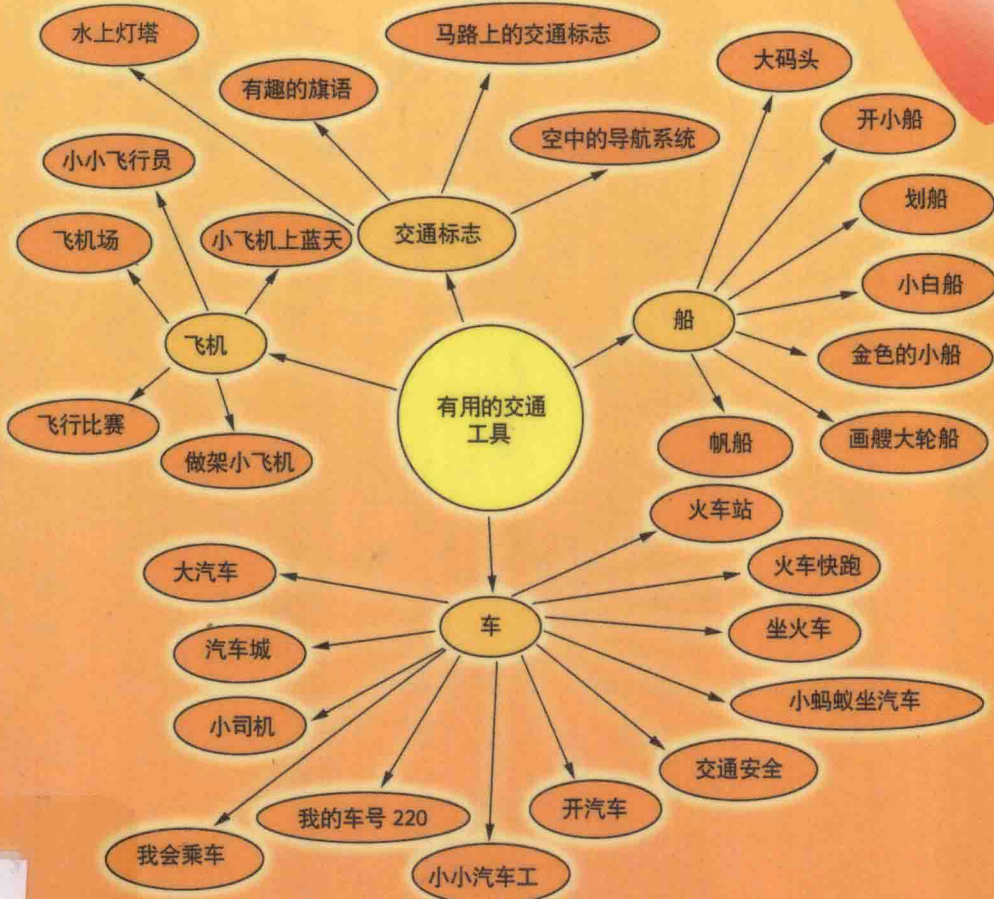 水上灯塔
马路上的交通标志
有趣的旗语
大码头
空中的导航系统
开小船
小小飞行员
划船
飞机场
小飞机上蓝天
交通标志
小白船
船
飞机
金色的小船
有用的交通
工具
飞行比赛
做架小飞机
帆船
画艘大轮船
火车站
大汽车
火车快跑
车
坐火车
汽车城
小蚂蚁坐汽车
小司机
交通安全
我的车号 220
开汽车
我会乘车
小小汽车工